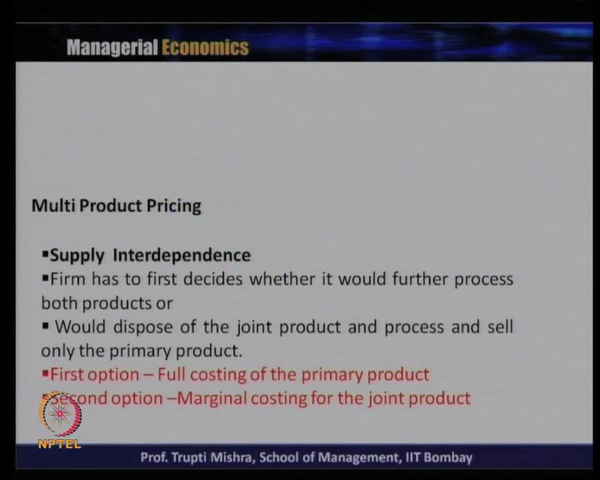 Managerial Economics
Multi Product Pricing
▪Supply Interdependence
▪Firm has to first decides whether it would further process
both products or
▪ Would dispose of the joint product and process and sell
only the primary product.
▪First option – Full costing of the primary product
▪Second option –Marginal costing for the joint product
NPTEL
Prof. Trupti Mishra, School of Management, IIT Bombay